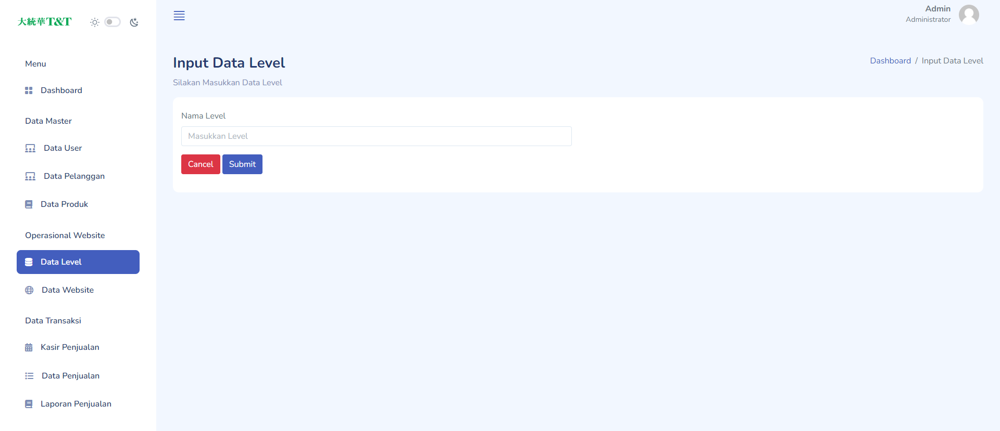 大統華T&T
Menu
Dashboard
Data Master
Data User
Data Pelanggan
Data Produk
Operasional Website
Data Level
Data Website
Data Transaksi
Kasir Penjualan
Data Penjualan
Laporan Penjualan
Admin
Administrator
Input Data Level
Dashboard / Input Data Level
Silakan Masukkan Data Level
Nama Level
Masukkan Level
Cancel Submit